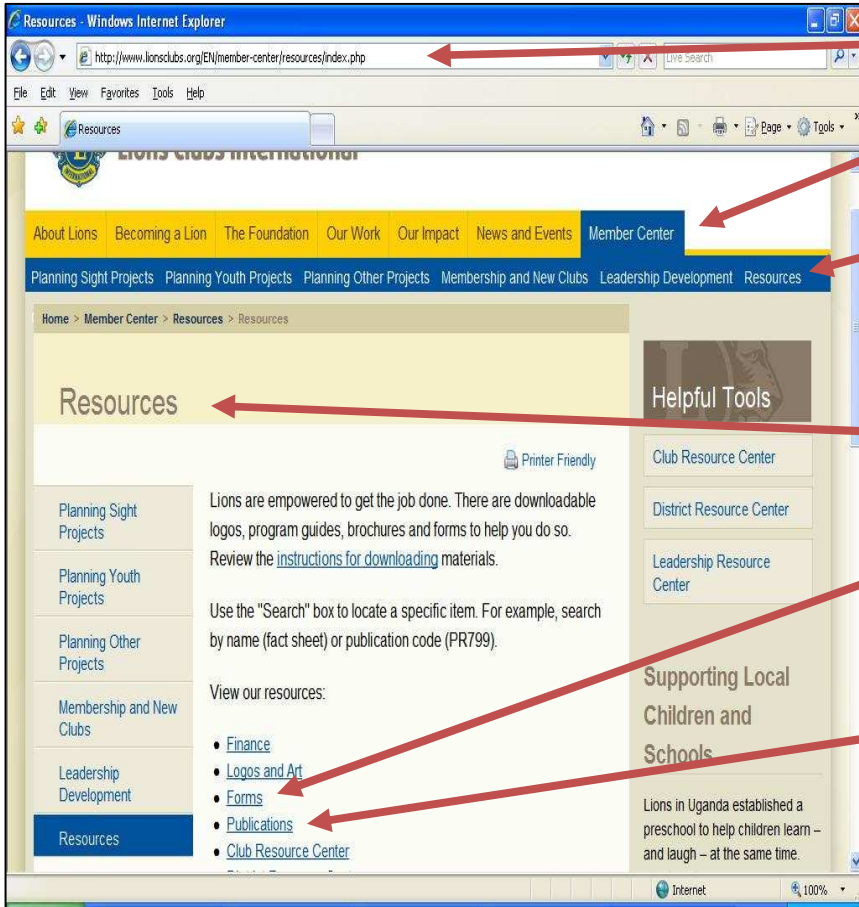 Resources - Windows Internet Explorer
http://www.lionsclubs.org/EN/member-center/resources/index.php
Live Search
File Edit View Favorites Tools Help
Resources
Page Tools
Lions Clubs International
About Lions Becoming a Lion The Foundation Our Work Our Impact News and Events Member Center
Planning Sight Projects Planning Youth Projects Planning Other Projects Membership and New Clubs Leadership Development Resources
Home > Member Center > Resources > Resources
Resources
Printer Friendly
Planning Sight
Projects
Planning Youth
Projects
Planning Other
Projects
Membership and New
Clubs
Leadership
Development
Resources
Lions are empowered to get the job done. There are downloadable
logos, program guides, brochures and forms to help you do so.
Review the instructions for downloading materials.
Use the "Search" box to locate a specific item. For example, search
by name (fact sheet) or publication code (PR799).
View our resources:
• Finance
• Logos and Art
• Forms
• Publications
• Club Resource Center
Helpful Tools
Club Resource Center
District Resource Center
Leadership Resource
Center
Supporting Local
Children and
Schools
Lions in Uganda established a
preschool to help children learn –
and laugh – at the same time.
Internet 100%